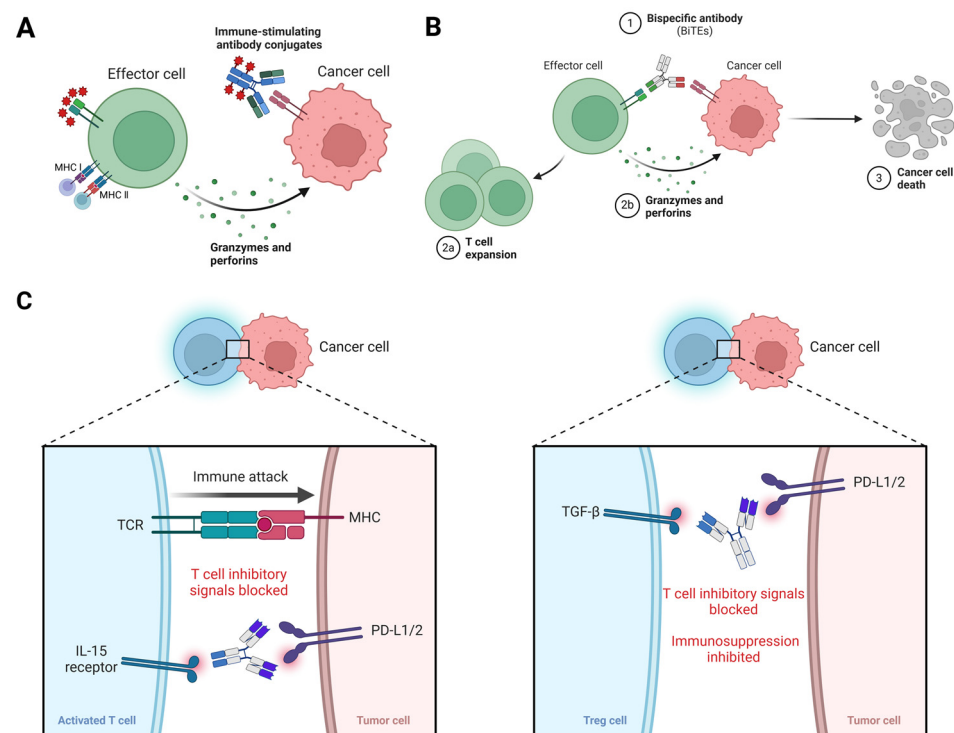 A
Immune-stimulating
antibody conjugates
Effector cell
Cancer cell
MHC I
MHC II
Granzymes and
perforins
B
1
Bispecific antibody
(BiTEs)
Effector cell
Cancer cell
2b
Granzymes and
perforins
2a
T cell
expansion
3
Cancer cell
death
C
Cancer cell
Immune attack
TCR
MHC
T cell inhibitory
signals blocked
PD-L1/2
IL-15
receptor
Activated T cell
Tumor cell
Cancer cell
PD-L1/2
TGF-β
T cell inhibitory signals
blocked
Immunosuppression
inhibited
Treg cell
Tumor cell